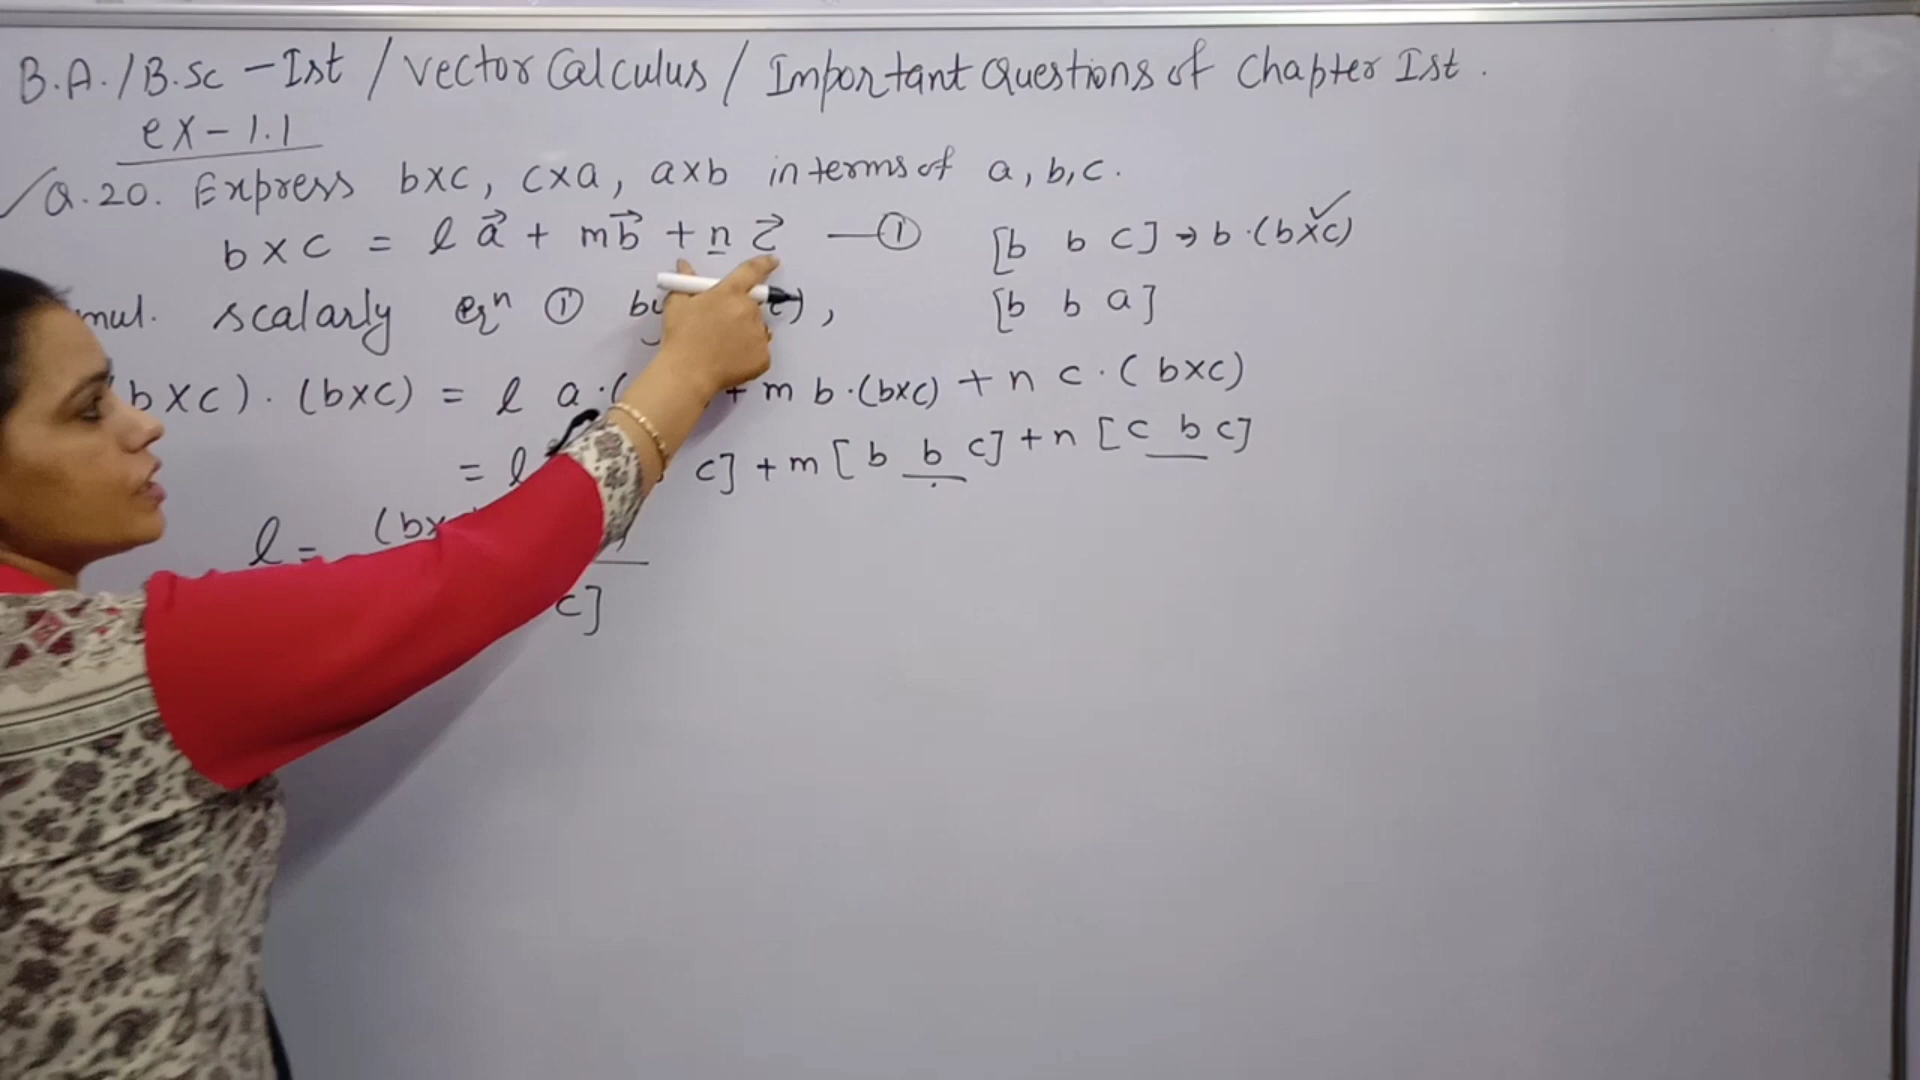 B.A./B.Sc - Ist / Vector Calculus / Important Questions of Chapter Ist.
ex - 1.1
✓Q.20. Express b×c, c×a, a×b in terms of a, b, c.
b × c = l a⃗ + m b⃗ + n c⃗ —① [b b c] → b·(b×c) ✓
mul. scalarly eqn ① by c), [b b a]
b×c).(b×c) = l a·( + m b·(b×c) + n c·(b×c)
= l c] + m [b b c] + n [c b c]
l = (b×
c]